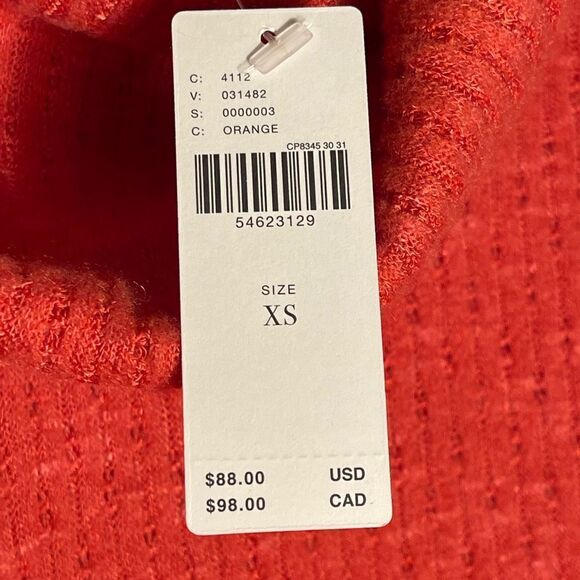 C: 4112
V: 031482
S: 0000003
C: ORANGE
CP8345 30 31
54623129
SIZE
XS
$88.00 USD
$98.00 CAD